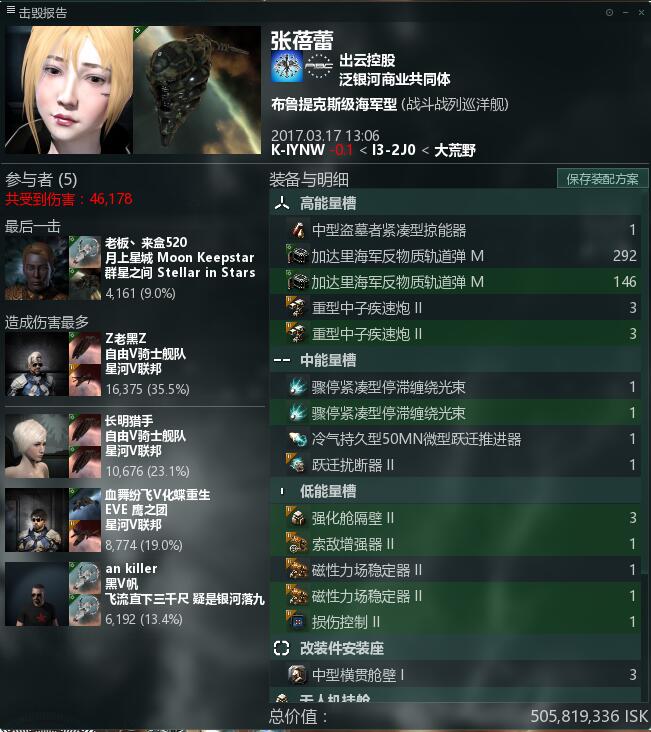 击毁报告
张蓓蕾
出云控股
泛银河商业共同体
布鲁提克斯级海军型 (战斗战列巡洋舰)
2017.03.17 13:06
K-IYNW -0.1 < I3-2J0 < 大荒野
参与者 (5)
共受到伤害：46,178
最后一击
老板、来盒520
月上星城 Moon Keepstar
群星之间 Stellar in Stars
4,161 (9.0%)
造成伤害最多
Z老黑Z
自由V骑士舰队
星河V联邦
16,375 (35.5%)
长明猎手
自由V骑士舰队
星河V联邦
10,676 (23.1%)
血舞纷飞V化蝶重生
EVE 鹰之团
星河V联邦
8,774 (19.0%)
an killer
黑V帆
飞流直下三千尺 疑是银河落九
6,192 (13.4%)
装备与明细
保存装配方案
高能量槽
中型盗墓者紧凑型掠能器 1
加达里海军反物质轨道弹 M 292
加达里海军反物质轨道弹 M 146
重型中子疾速炮 II 3
重型中子疾速炮 II 3
中能量槽
骤停紧凑型停滞缠绕光束 1
骤停紧凑型停滞缠绕光束 1
冷气持久型50MN微型跃迁推进器 1
跃迁扰断器 II 1
低能量槽
强化舱隔壁 II 3
索敌增强器 II 1
磁性力场稳定器 II 1
磁性力场稳定器 II 1
损伤控制 II 1
改装件安装座
中型横贯舱壁 I 3
无人机挂舱
总价值： 505,819,336 ISK